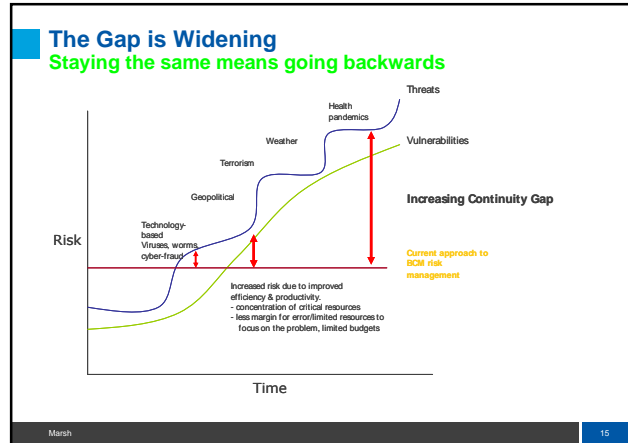 The Gap is Widening
Staying the same means going backwards
Threats
Health
pandemics
Vulnerabilities
Weather
Terrorism
Geopolitical
Increasing Continuity Gap
Technology-
based
Viruses, worms,
cyber-fraud
Risk
Current approach to
BCM risk
management
Increased risk due to improved
efficiency & productivity.
- concentration of critical resources
- less margin for error/limited resources to
focus on the problem, limited budgets
Time
Marsh
15